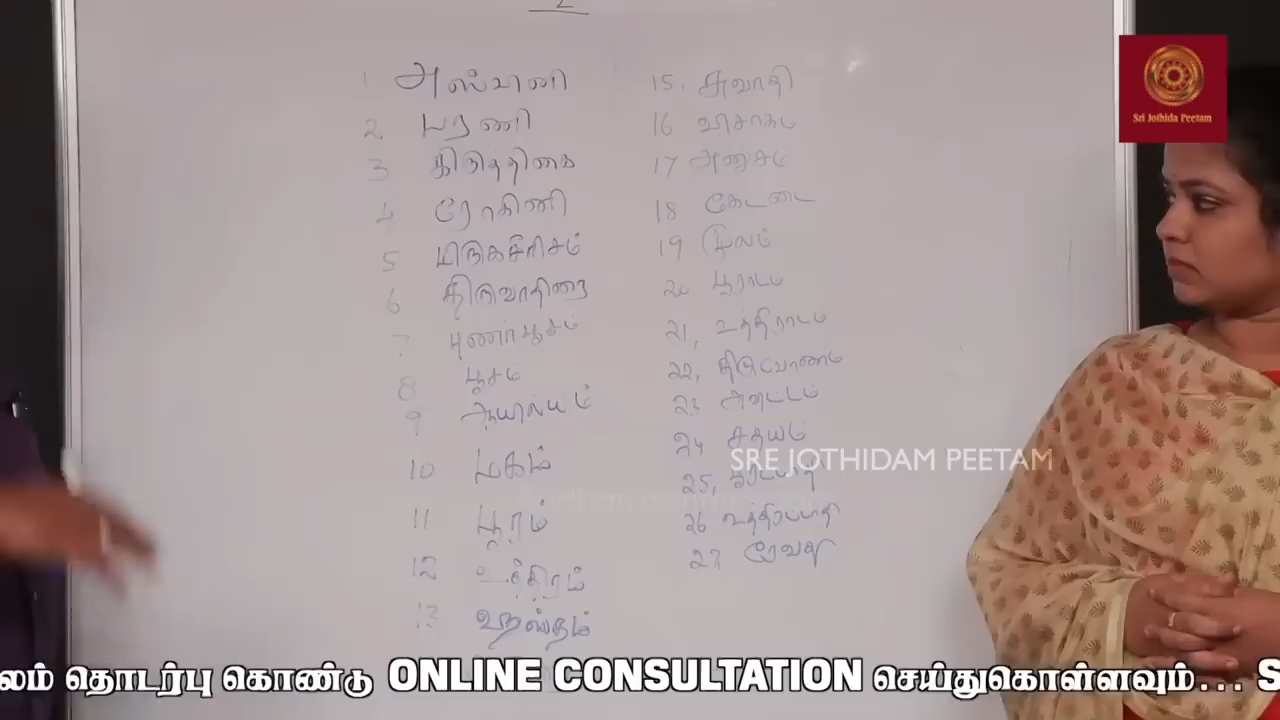 1 அஸ்வினி
2 பரணி
3 கிருத்திகை
4 ரோகிணி
5 மிருகசீரிசம்
6 திருவாதிரை
7 புணர்பூசம்
8 பூசம்
9 ஆயில்யம்
10 மகம்
11 பூரம்
12 உத்திரம்
13 ஹஸ்தம்
15. சுவாதி
16 விசாகம்
17 அனுசம்
18 கேட்டை
19 மூலம்
20 பூராடம்
21, உத்திராடம்
22, திருவோணம்
23 அவிட்டம்
24 சதயம்
25, பூரட்டாதி
26 உத்திரட்டாதி
27, ரேவதி
Sri Jothida Peetam
SRE JOTHIDAM PEETAM
லம் தொடர்பு கொண்டு ONLINE CONSULTATION செய்துகொள்ளவும்... S